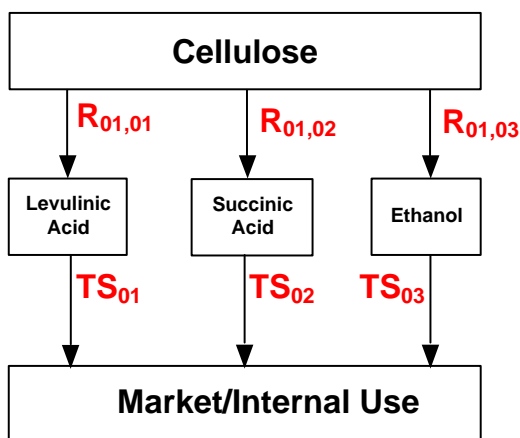 Cellulose
R01,01
R01,02
R01,03
Levulinic
Acid
Succinic
Acid
Ethanol
TS01
TS02
TS03
Market/Internal Use